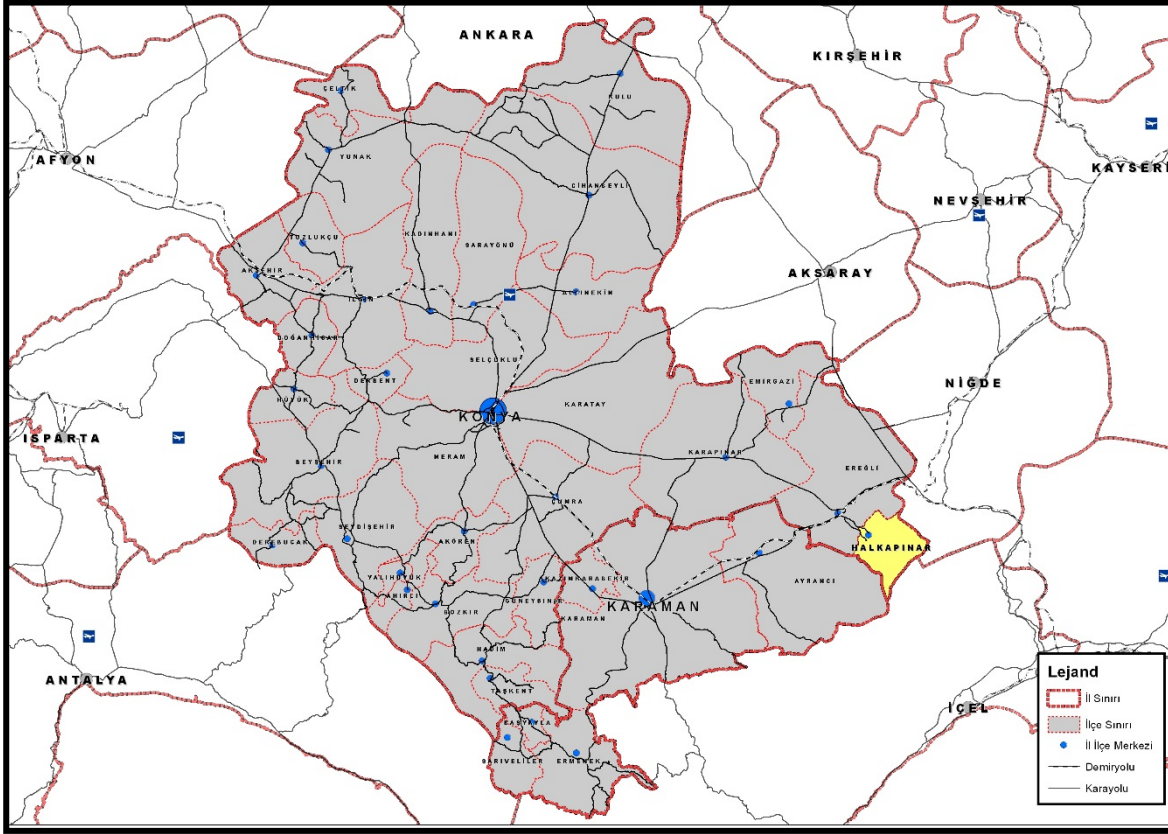 ANKARA
KIRŞEHİR
KULU
ÇELTİK
AFYON
YUNAK
KAYSERİ
CİHANBEYLİ
NEVŞEHİR
KADINHANI
TUZLUKÇU
SARAYÖNÜ
AKŞEHİR
AKSARAY
ILGIN
ALTINEKİN
DOĞANHİSAR
SELÇUKLU
DERBENT
EMİRGAZİ
NİĞDE
HÜYÜK
KARATAY
KONYA
ISPARTA
MERAM
KARAPINAR
BEYŞEHİR
EREĞLİ
ÇUMRA
SEYDİŞEHİR
DEREBUCAK
AKÖREN
HALKAPINAR
YALIHÜYÜK
AHIRLI
KAZIMKARABEKİR
AYRANCI
BOZKIR
GÜNEYSINIR
KARAMAN
KARAMAN
HADİM
ANTALYA
TAŞKENT
İÇEL
BAŞYAYLA
SARIVELİLER
ERMENEK
Lejand
İl Sınırı
İlçe Sınırı
İl İlçe Merkezi
Demiryolu
Karayolu